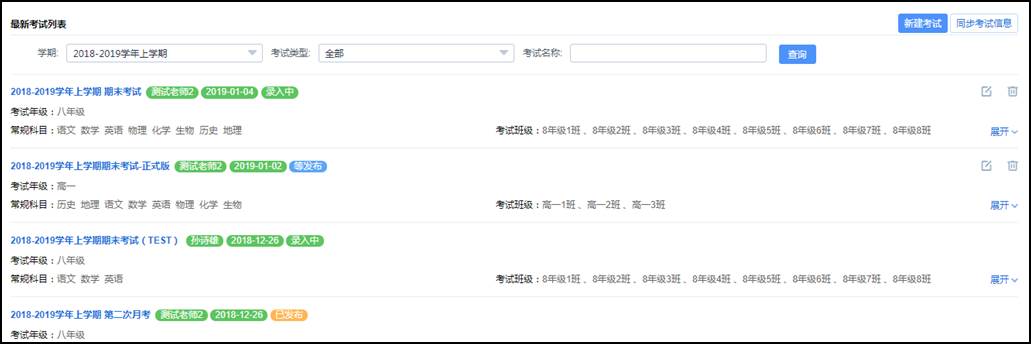 最新考试列表 新建考试 同步考试信息
学期: 2018-2019学年上学期 考试类型: 全部 考试名称: 查询
2018-2019学年上学期 期末考试 测试老师2 2019-01-04 录入中
考试年级：八年级
常规科目：语文 数学 英语 物理 化学 生物 历史 地理 考试班级：8年级1班、8年级2班、8年级3班、8年级4班、8年级5班、8年级6班、8年级7班、8年级8班 展开
2018-2019学年上学期期末考试-正式版 测试老师2 2019-01-02 等发布
考试年级：高一
常规科目：历史 地理 语文 数学 英语 物理 化学 生物 考试班级：高一1班、高一2班、高一3班 展开
2018-2019学年上学期期末考试（TEST） 孙诗雄 2018-12-26 录入中
考试年级：八年级
常规科目：语文 数学 英语 考试班级：8年级1班、8年级2班、8年级3班、8年级4班、8年级5班、8年级6班、8年级7班、8年级8班 展开
2018-2019学年上学期 第二次月考 测试老师2 2018-12-26 已发布
考试年级：八年级